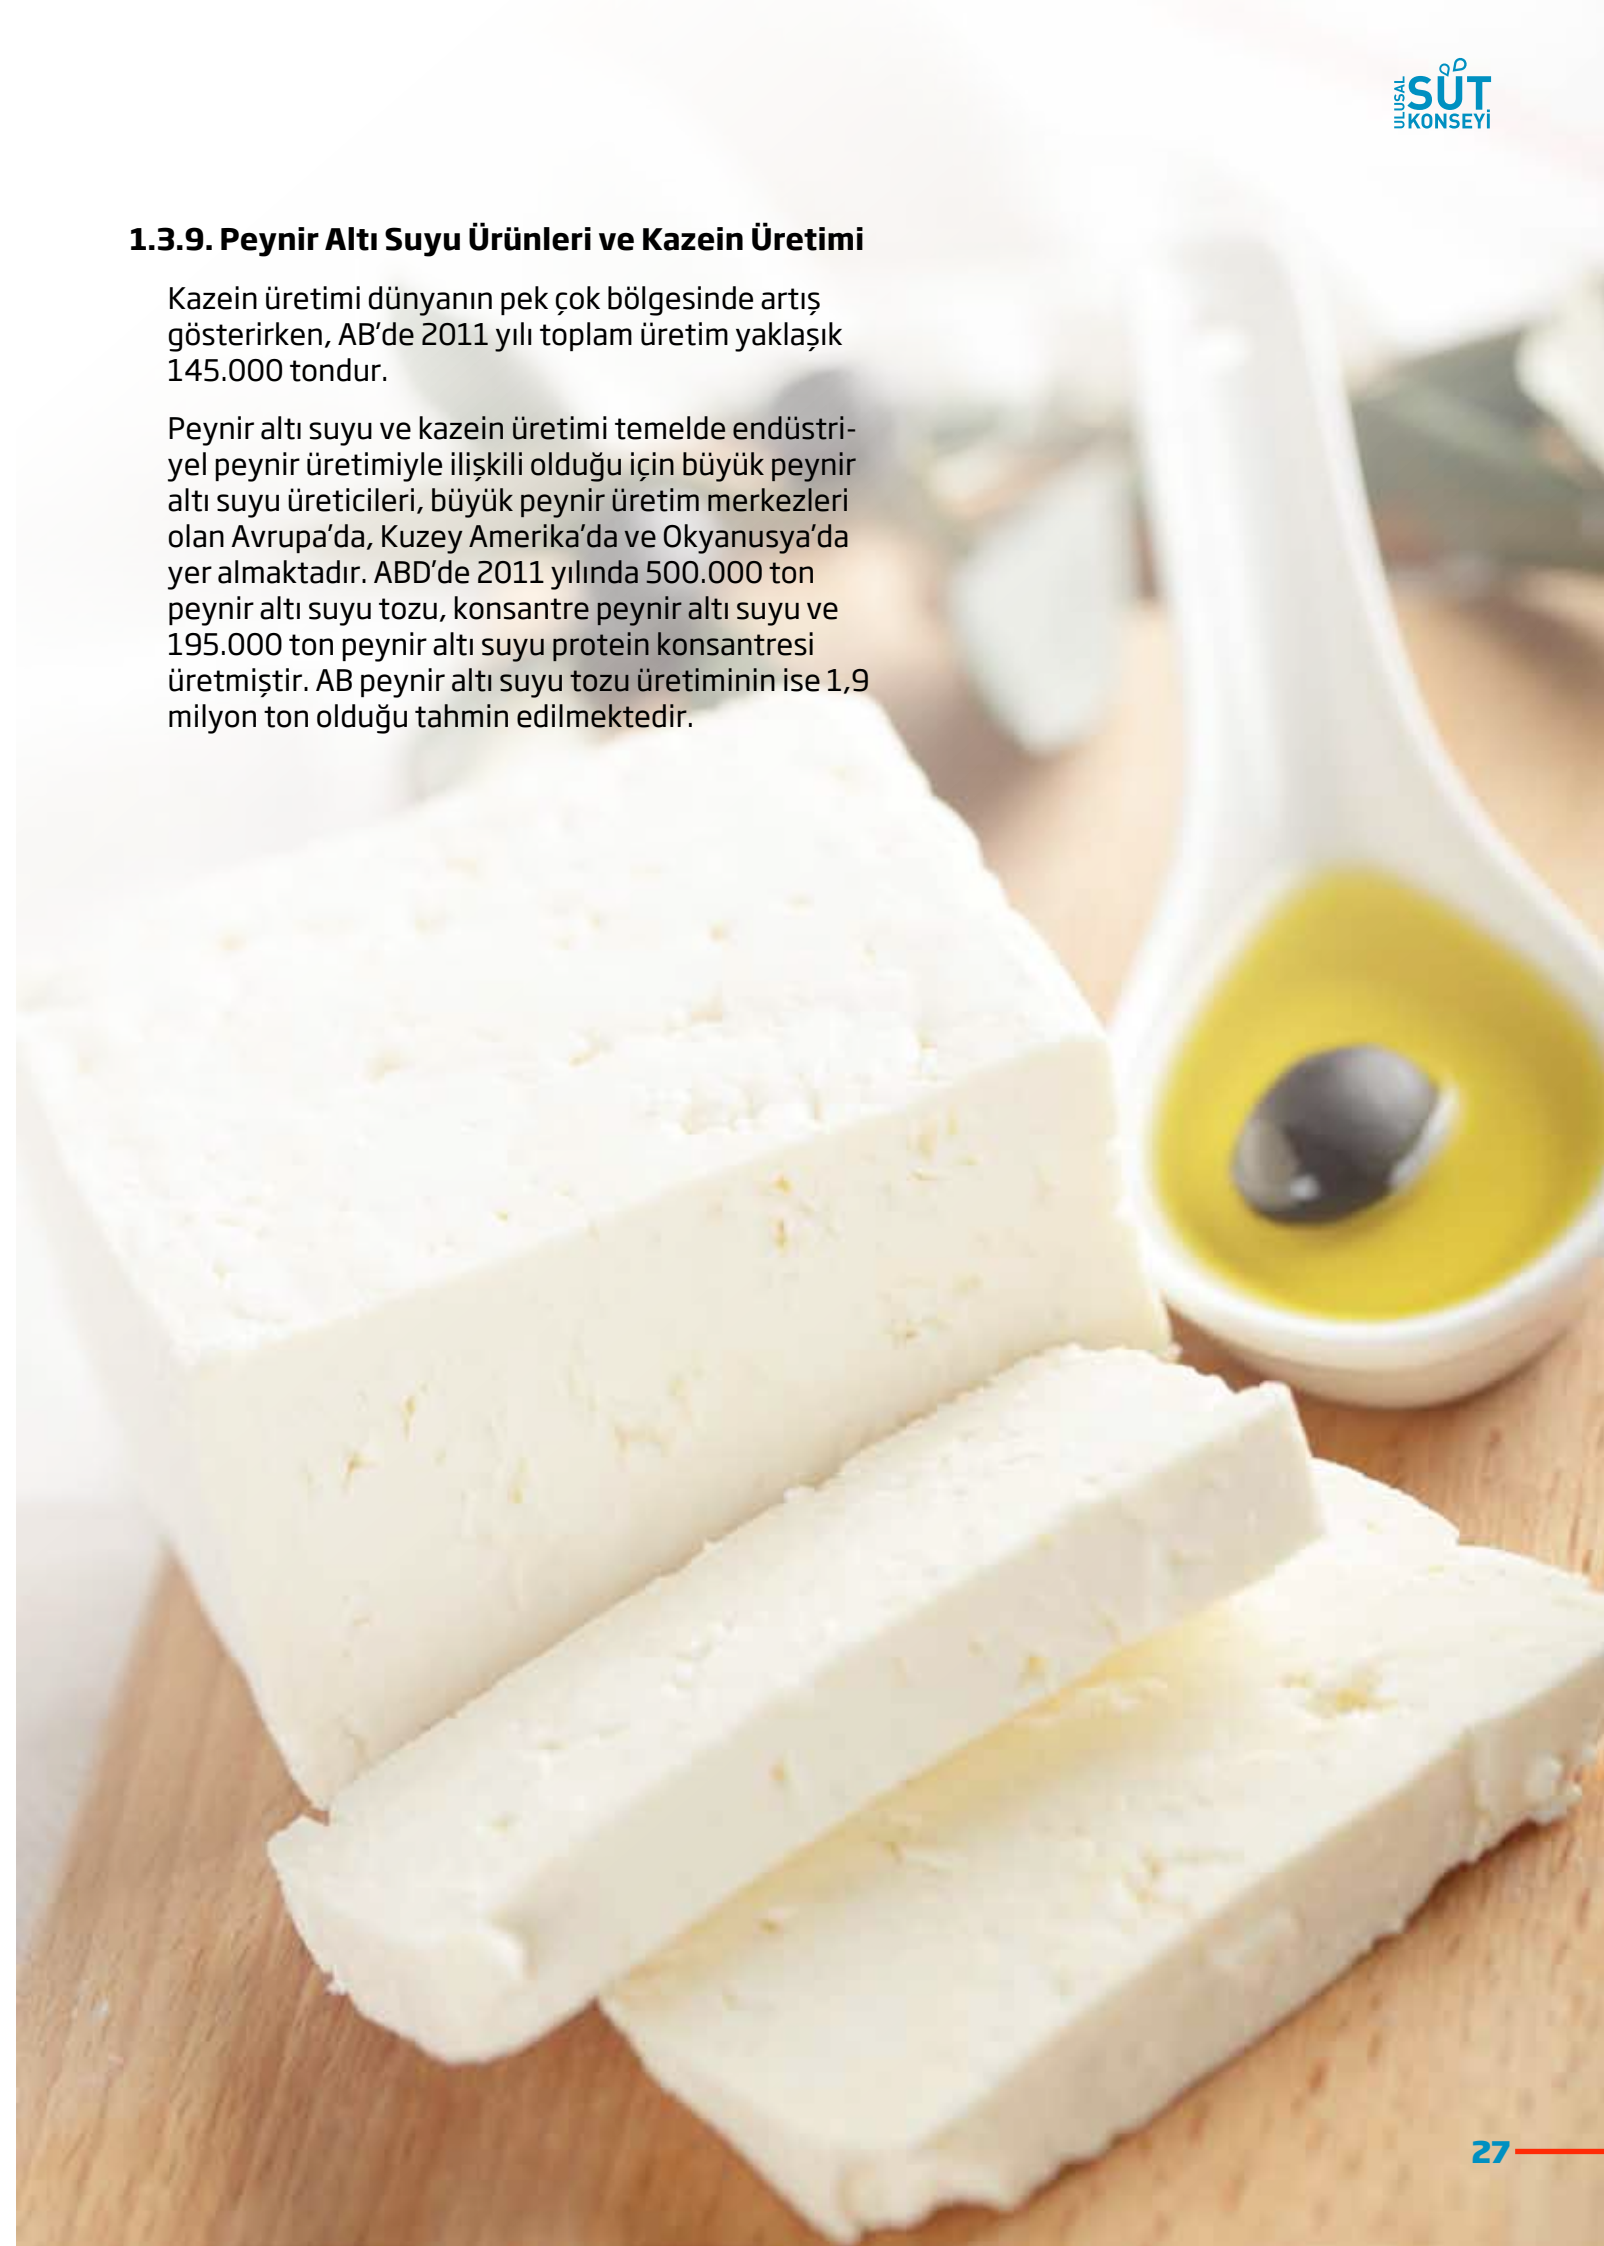 ULUSAL
SÜT
KONSEYİ
1.3.9. Peynir Altı Suyu Ürünleri ve Kazein Üretimi
Kazein üretimi dünyanın pek çok bölgesinde artış
gösterirken, AB’de 2011 yılı toplam üretim yaklaşık
145.000 tondur.
Peynir altı suyu ve kazein üretimi temelde endüstri-
yel peynir üretimiyle ilişkili olduğu için büyük peynir
altı suyu üreticileri, büyük peynir üretim merkezleri
olan Avrupa’da, Kuzey Amerika’da ve Okyanusya’da
yer almaktadır. ABD’de 2011 yılında 500.000 ton
peynir altı suyu tozu, konsantre peynir altı suyu ve
195.000 ton peynir altı suyu protein konsantresi
üretmiştir. AB peynir altı suyu tozu üretiminin ise 1,9
milyon ton olduğu tahmin edilmektedir.
27